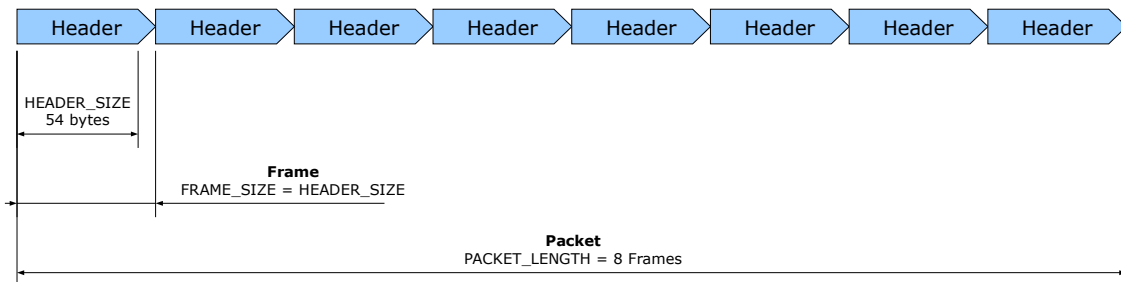 Header Header Header Header Header Header Header Header
HEADER_SIZE
54 bytes
Frame
FRAME_SIZE = HEADER_SIZE
Packet
PACKET_LENGTH = 8 Frames